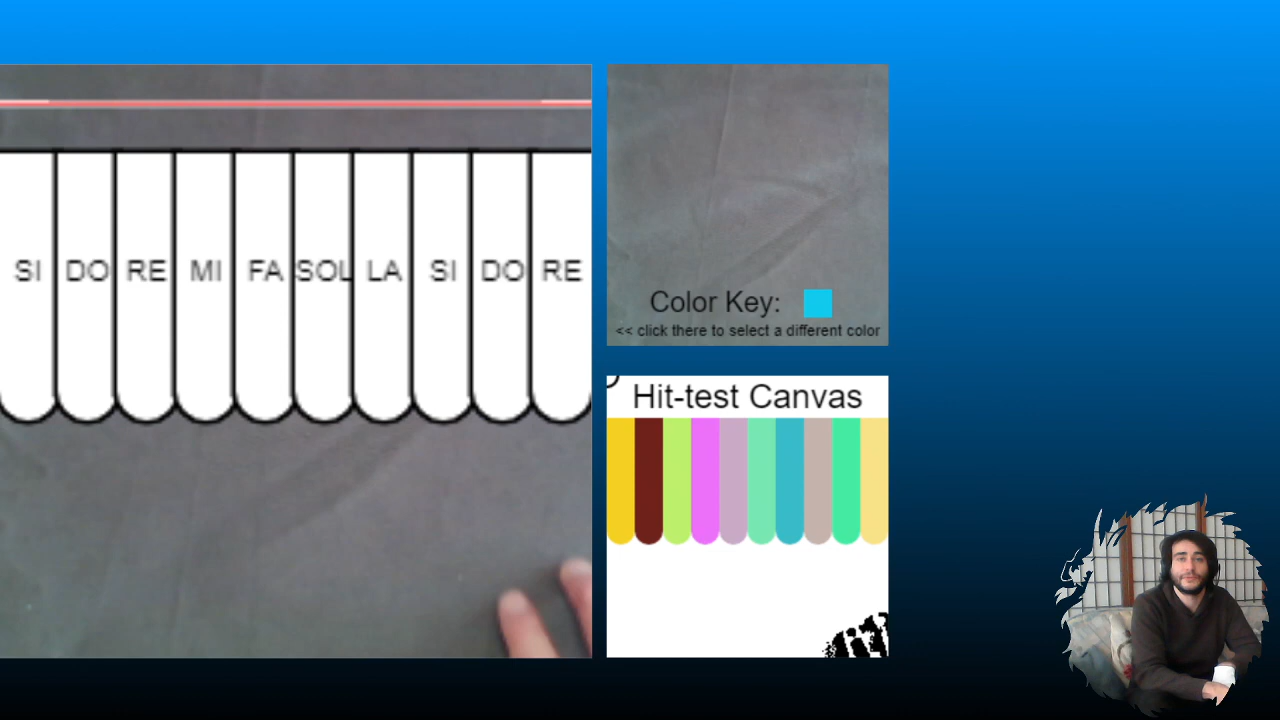 SI DO RE MI FA SOL LA SI DO RE
Color Key:
<< click there to select a different color
Hit-test Canvas